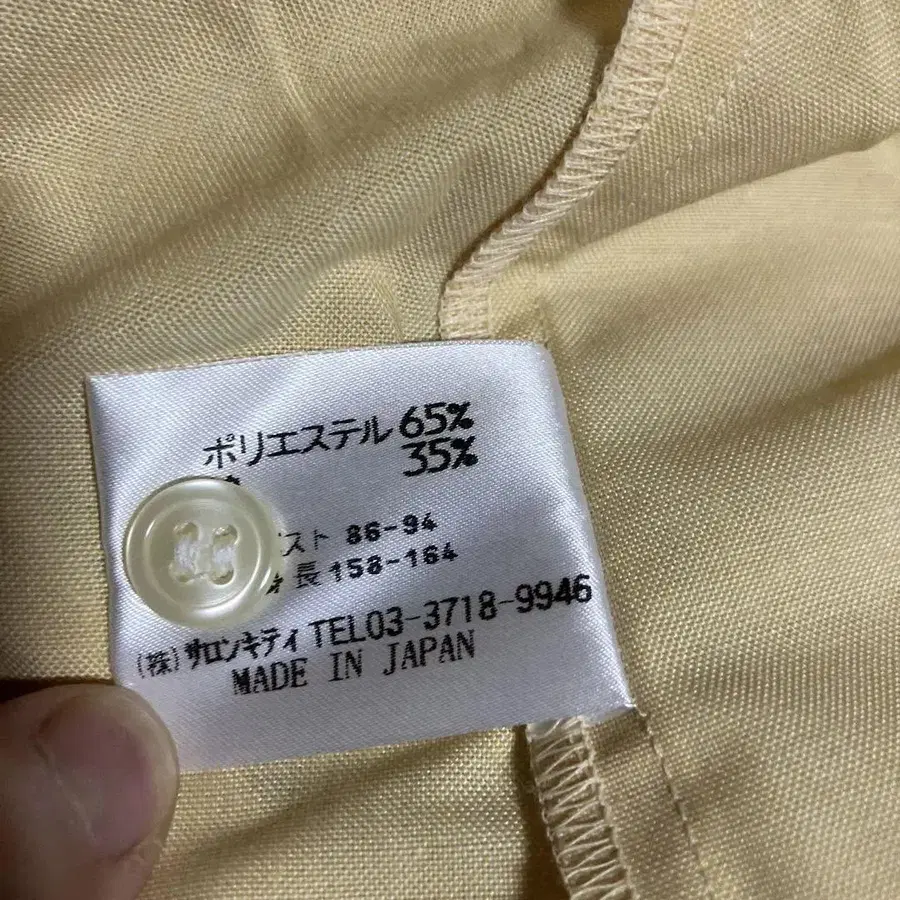 ポリエステル 65%
35%
スト 86-94
長 158-164
(株) サロンキティ TEL03-3718-9946
MADE IN JAPAN